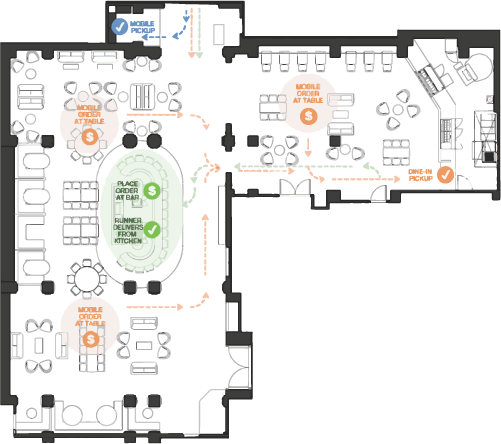 MOBILE
PICKUP
MOBILE
ORDER
AT TABLE
$
MOBILE
ORDER
AT TABLE
$
DINE-IN
PICKUP
PLACE
ORDER
AT BAR
$
RUNNER
DELIVERS
FROM
KITCHEN
MOBILE
ORDER
AT TABLE
$